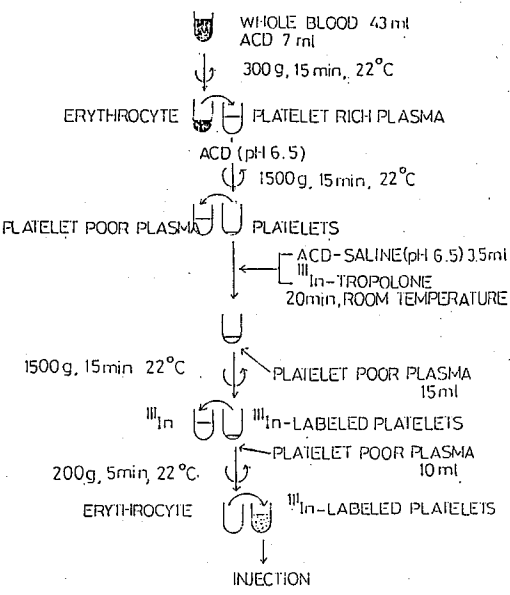 WHOLE BLOOD 43 ml
ACD 7 ml
300 g, 15 min, 22°C
ERYTHROCYTE
PLATELET RICH PLASMA
ACD (pH 6.5)
1500 g, 15 min, 22°C
PLATELET POOR PLASMA
PLATELETS
ACD-SALINE (pH 6.5) 3.5 ml
¹¹¹In-TROPOLONE
20 min, ROOM TEMPERATURE
1500 g, 15 min 22°C
PLATELET POOR PLASMA
15 ml
¹¹¹In
¹¹¹In-LABELED PLATELETS
PLATELET POOR PLASMA
10 ml
200 g, 5 min, 22°C
ERYTHROCYTE
¹¹¹In-LABELED PLATELETS
INJECTION